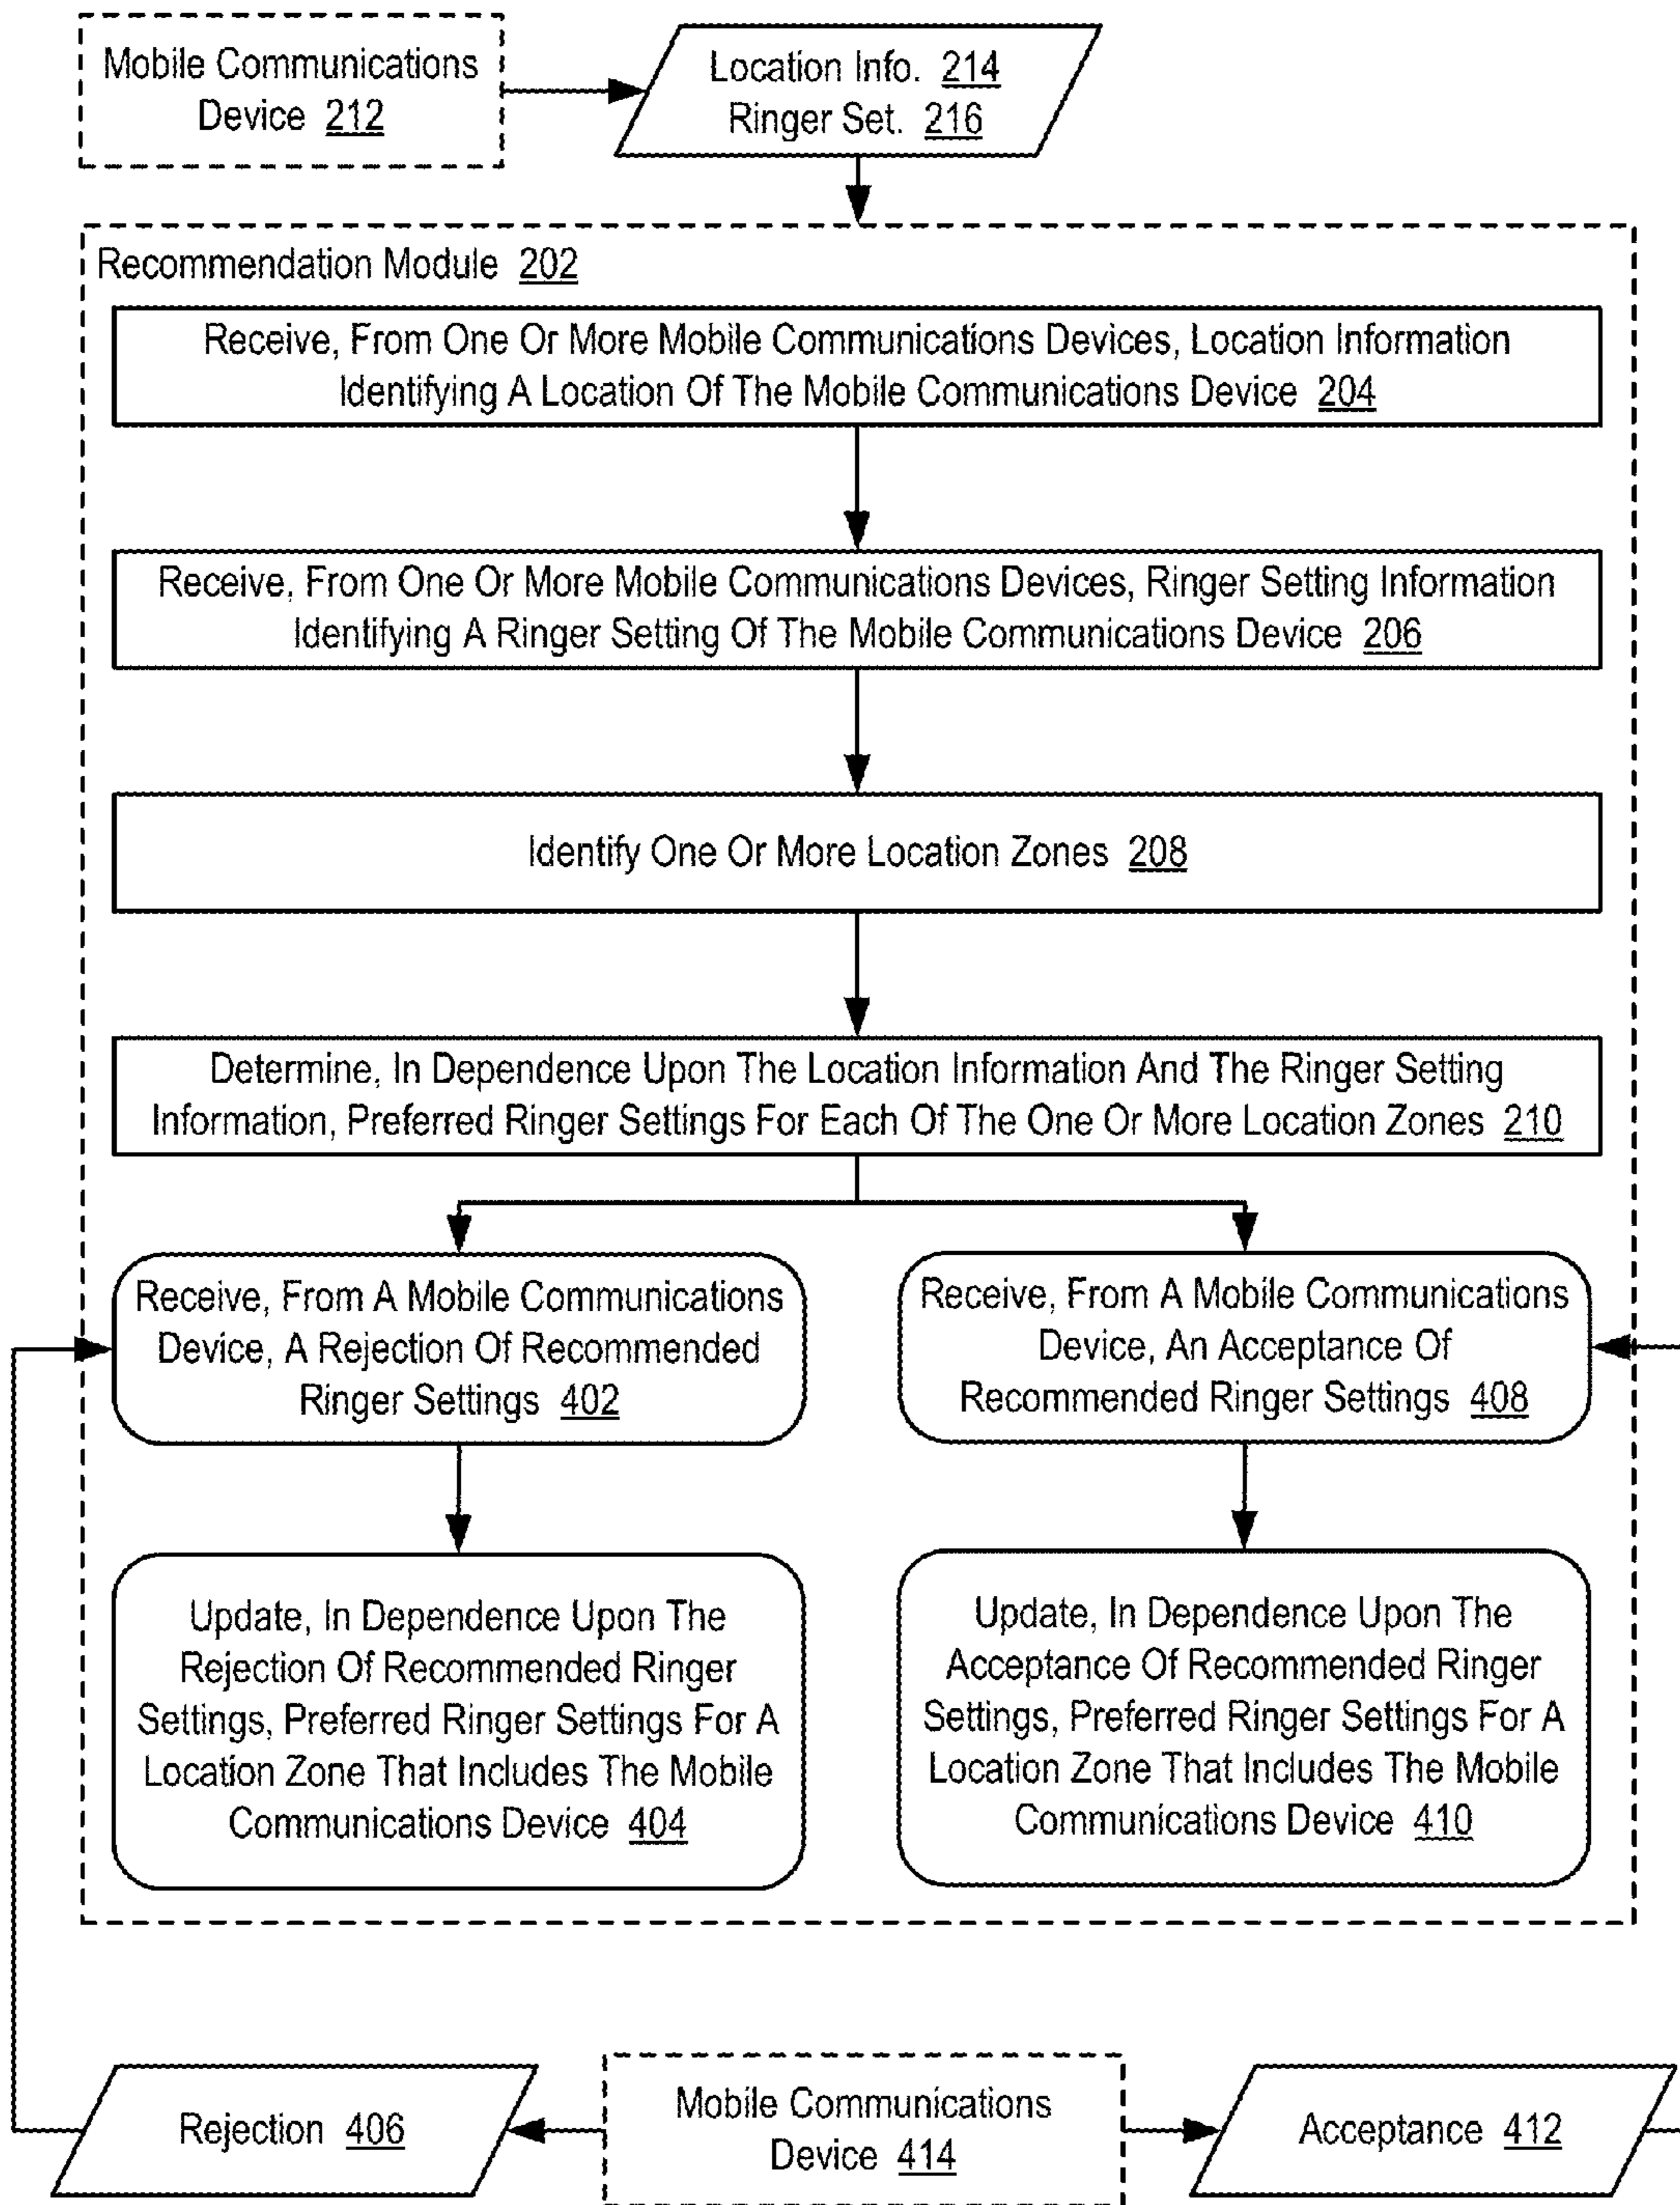 Mobile Communications
Device 212
Location Info. 214
Ringer Set. 216
Recommendation Module 202
Receive, From One Or More Mobile Communications Devices, Location Information
Identifying A Location Of The Mobile Communications Device 204
Receive, From One Or More Mobile Communications Devices, Ringer Setting Information
Identifying A Ringer Setting Of The Mobile Communications Device 206
Identify One Or More Location Zones 208
Determine, In Dependence Upon The Location Information And The Ringer Setting
Information, Preferred Ringer Settings For Each Of The One Or More Location Zones 210
Receive, From A Mobile Communications
Device, A Rejection Of Recommended
Ringer Settings 402
Receive, From A Mobile Communications
Device, An Acceptance Of
Recommended Ringer Settings 408
Update, In Dependence Upon The
Rejection Of Recommended Ringer
Settings, Preferred Ringer Settings For A
Location Zone That Includes The Mobile
Communications Device 404
Update, In Dependence Upon The
Acceptance Of Recommended Ringer
Settings, Preferred Ringer Settings For A
Location Zone That Includes The Mobile
Communications Device 410
Rejection 406
Mobile Communications
Device 414
Acceptance 412